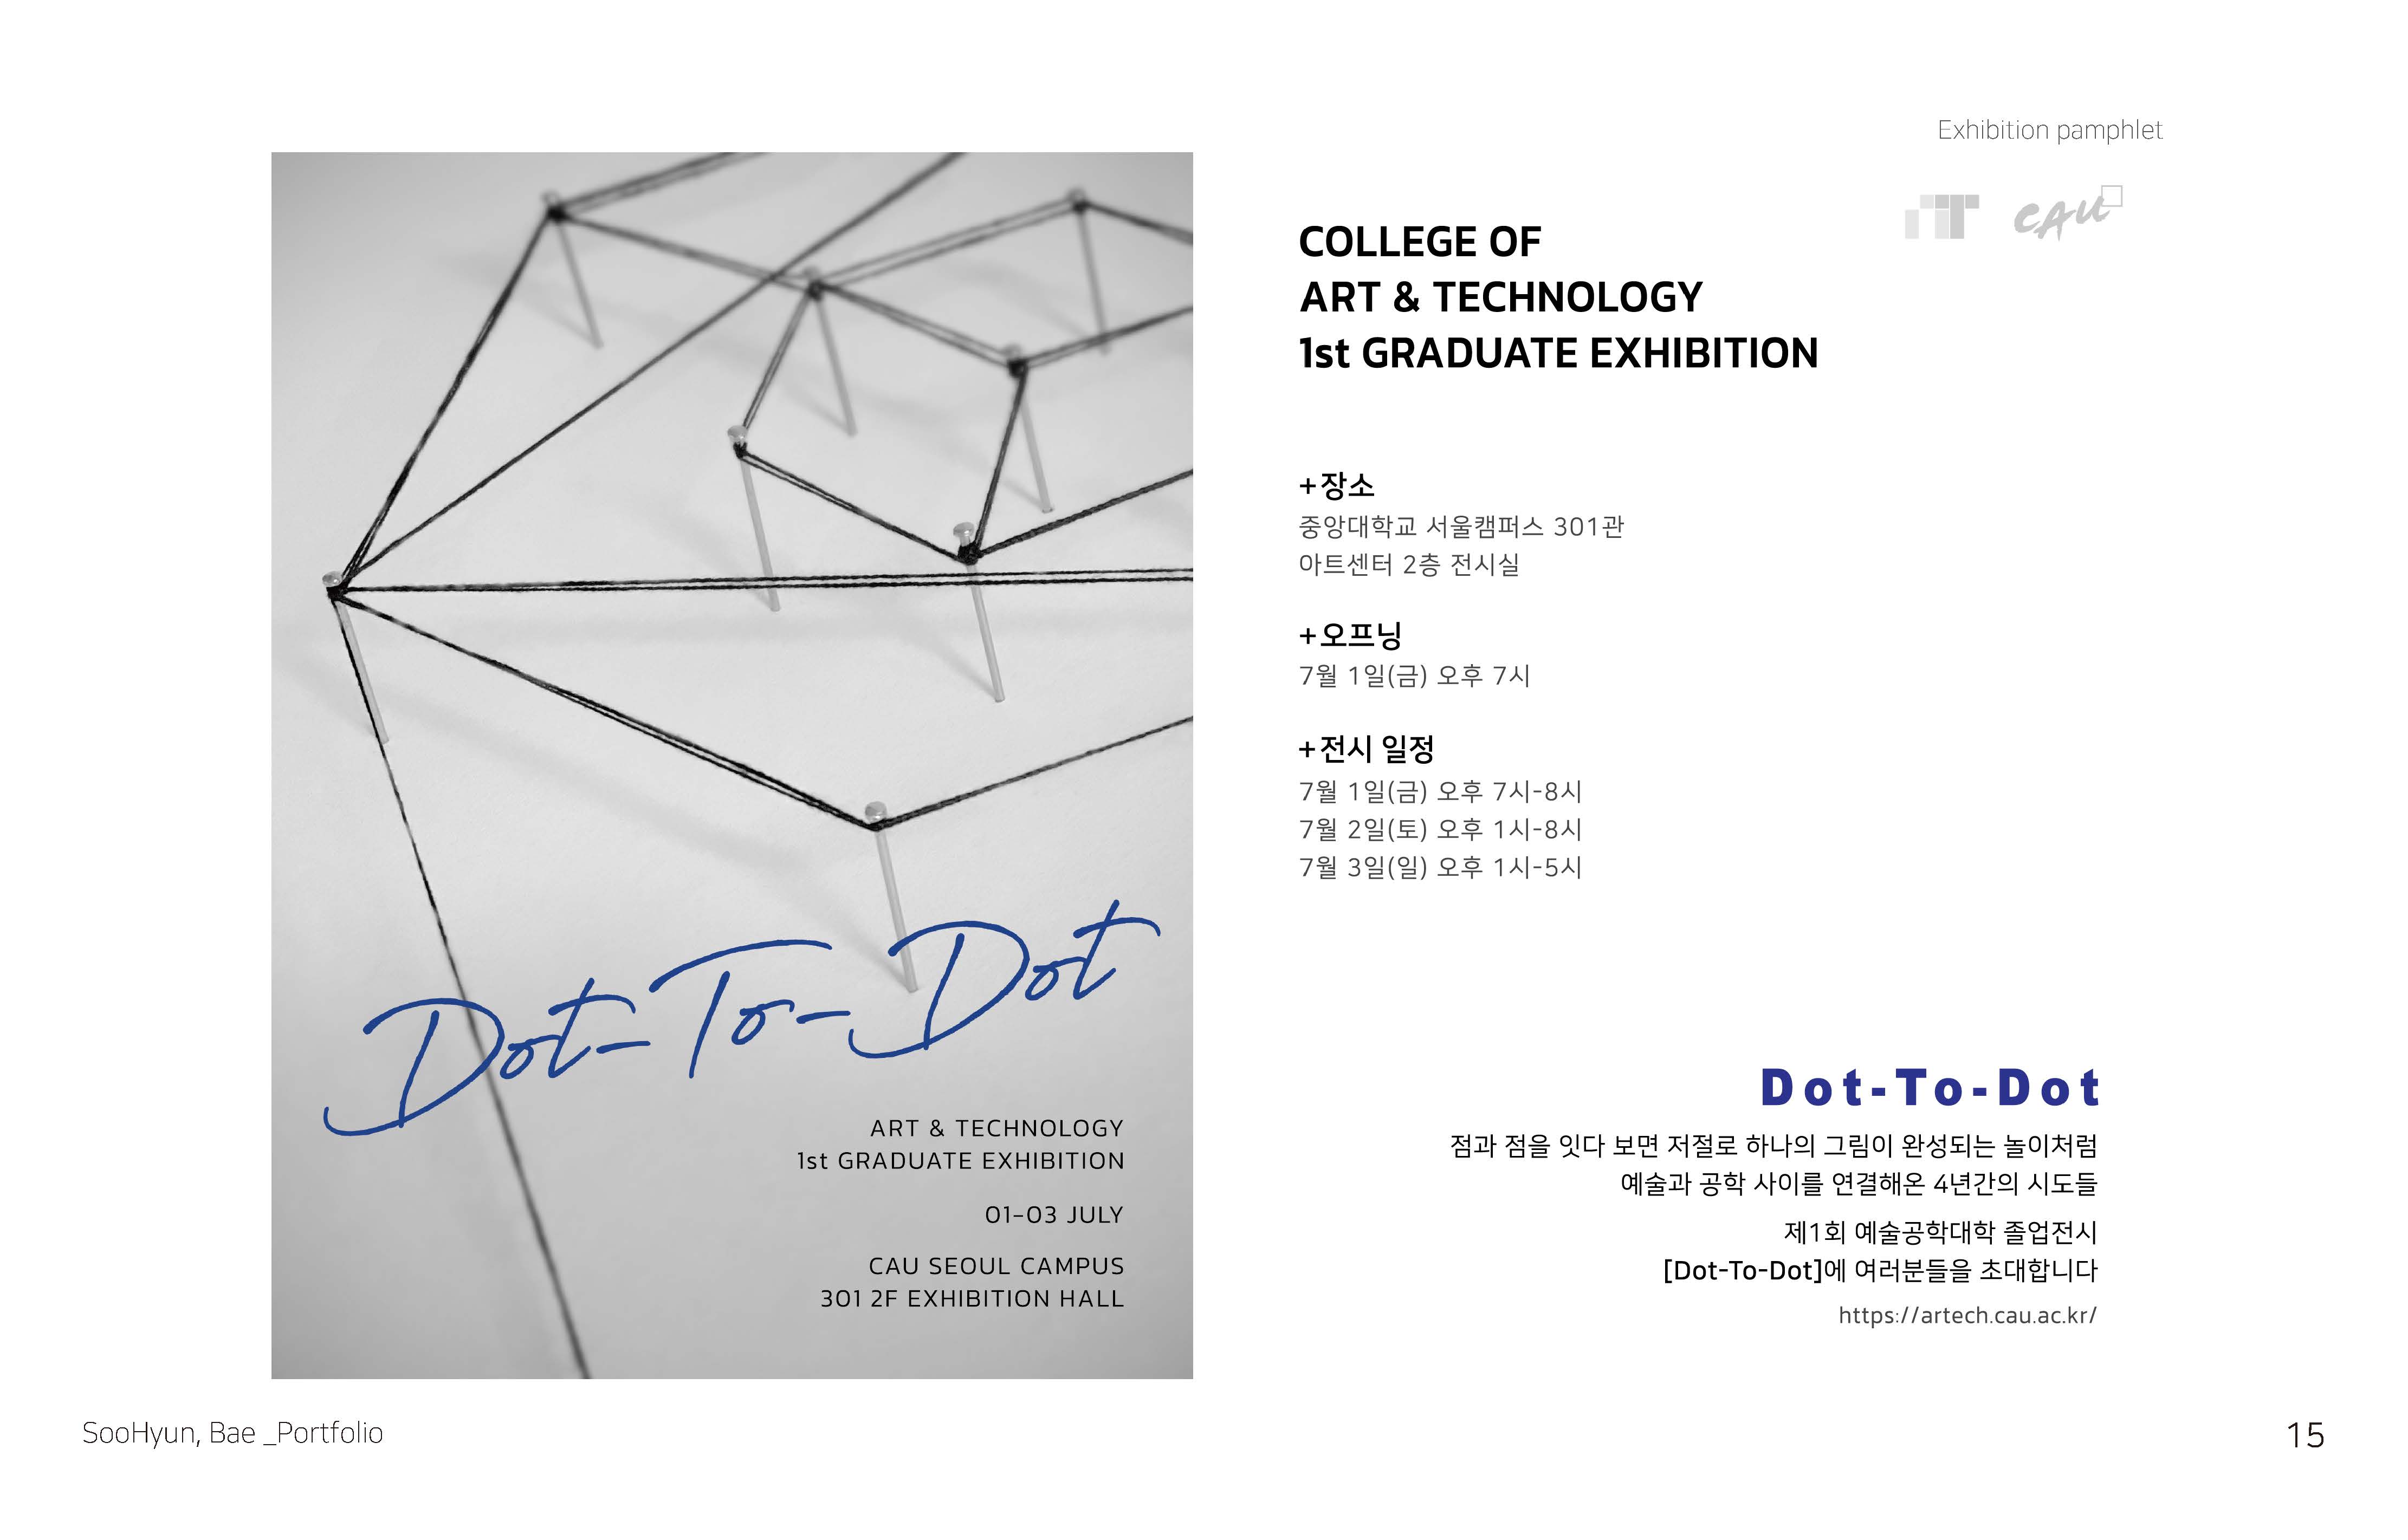 Exhibition pamphlet
CAU
COLLEGE OF
ART & TECHNOLOGY
1st GRADUATE EXHIBITION
+장소
중앙대학교 서울캠퍼스 301관
아트센터 2층 전시실
+오프닝
7월 1일(금) 오후 7시
+전시 일정
7월 1일(금) 오후 7시-8시
7월 2일(토) 오후 1시-8시
7월 3일(일) 오후 1시-5시
Dot-To-Dot
ART & TECHNOLOGY
1st GRADUATE EXHIBITION
01-03 JULY
CAU SEOUL CAMPUS
301 2F EXHIBITION HALL
Dot-To-Dot
점과 점을 잇다 보면 저절로 하나의 그림이 완성되는 놀이처럼
예술과 공학 사이를 연결해온 4년간의 시도들
제1회 예술공학대학 졸업전시
[Dot-To-Dot]에 여러분들을 초대합니다
https://artech.cau.ac.kr/
SooHyun, Bae _Portfolio
15